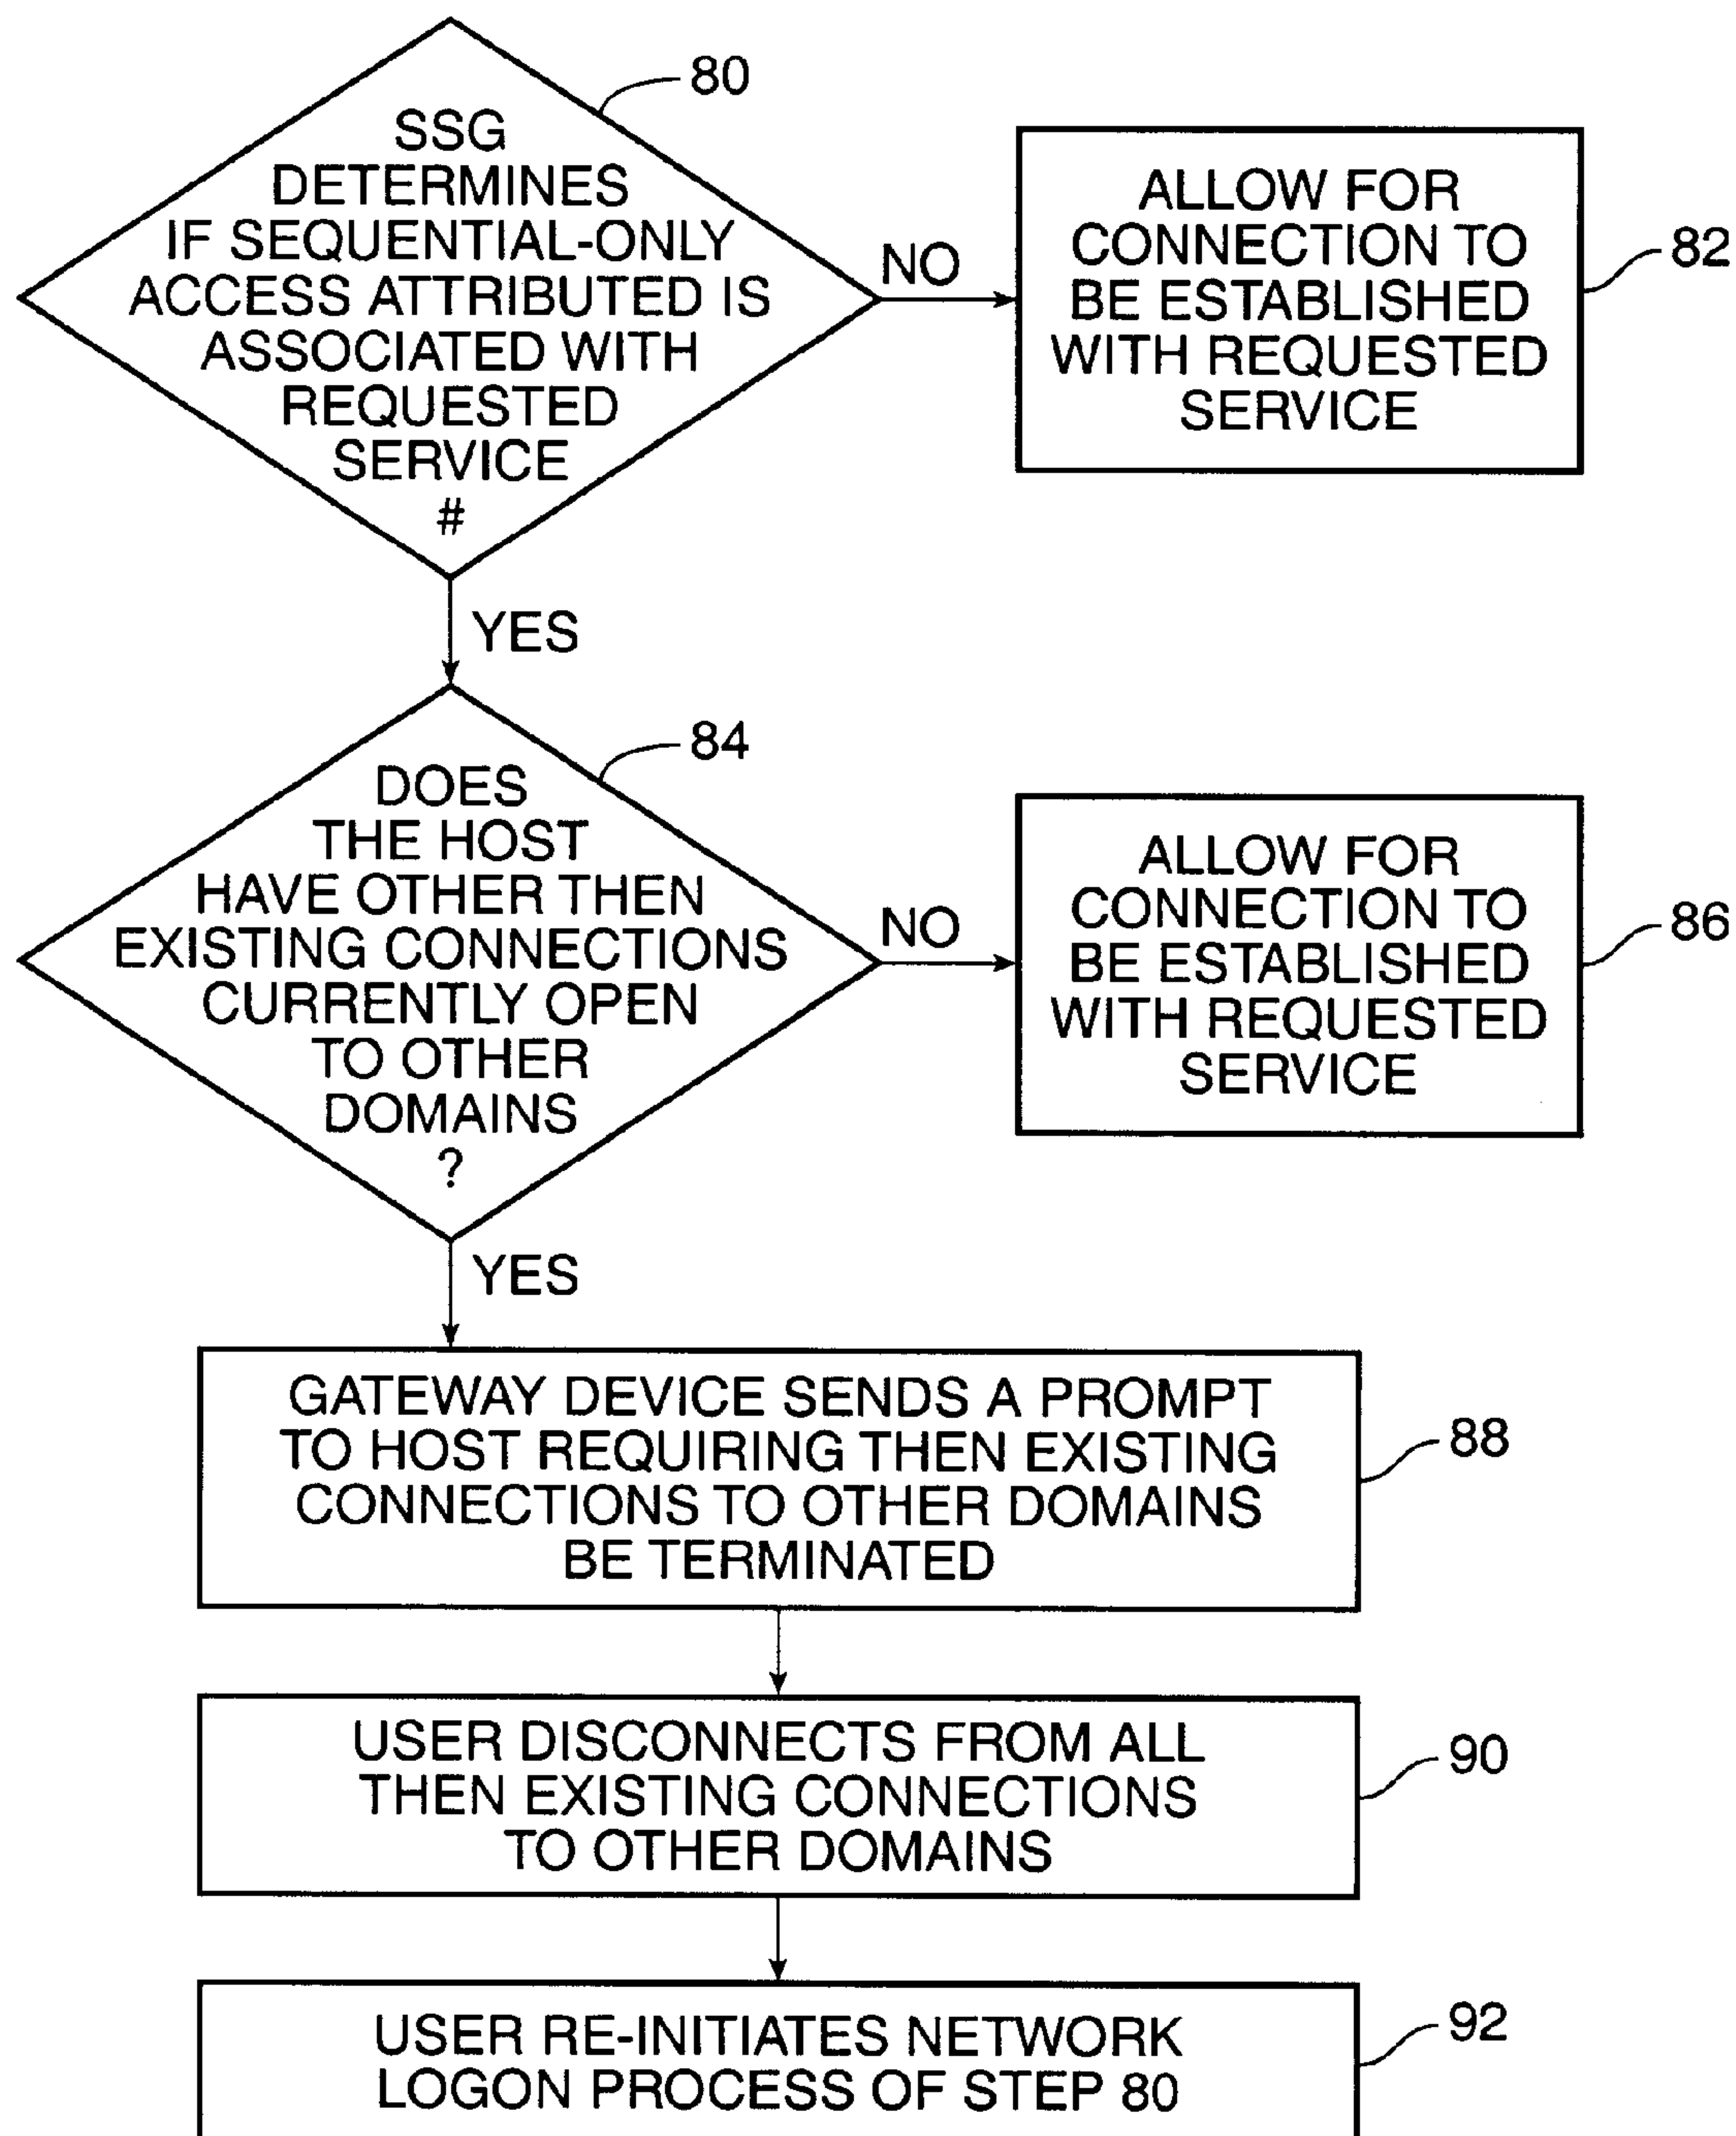 80
SSG
DETERMINES
IF SEQUENTIAL-ONLY
ACCESS ATTRIBUTED IS
ASSOCIATED WITH
REQUESTED
SERVICE
#
NO
ALLOW FOR
CONNECTION TO
BE ESTABLISHED
WITH REQUESTED
SERVICE
82
YES
84
DOES
THE HOST
HAVE OTHER THEN
EXISTING CONNECTIONS
CURRENTLY OPEN
TO OTHER
DOMAINS
?
NO
ALLOW FOR
CONNECTION TO
BE ESTABLISHED
WITH REQUESTED
SERVICE
86
YES
GATEWAY DEVICE SENDS A PROMPT
TO HOST REQUIRING THEN EXISTING
CONNECTIONS TO OTHER DOMAINS
BE TERMINATED
88
USER DISCONNECTS FROM ALL
THEN EXISTING CONNECTIONS
TO OTHER DOMAINS
90
USER RE-INITIATES NETWORK
LOGON PROCESS OF STEP 80
92